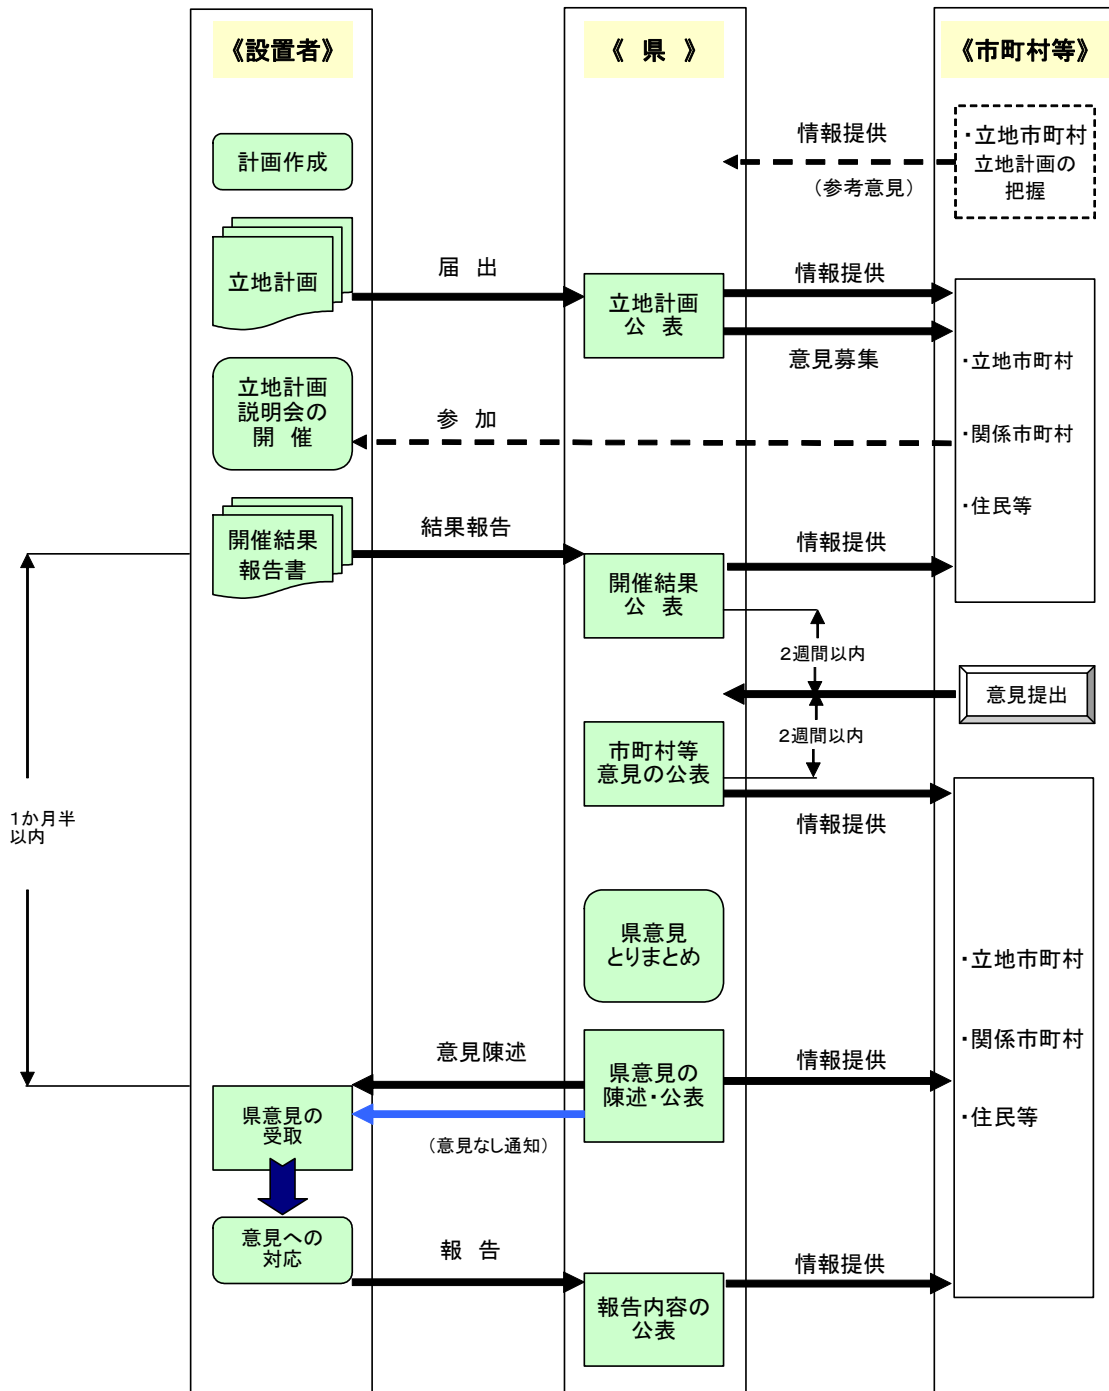 《設置者》
《 県 》
《市町村等》
計画作成
情報提供
(参考意見)
・立地市町村
立地計画の
把握
立地計画
届 出
立地計画
公 表
情報提供
意見募集
・立地市町村
・関係市町村
・住民等
立地計画
説明会の
開 催
参 加
開催結果
報告書
結果報告
開催結果
公 表
情報提供
2週間以内
意見提出
2週間以内
市町村等
意見の公表
情報提供
1か月半
以内
県意見
とりまとめ
・立地市町村
・関係市町村
・住民等
意見陳述
県意見の
陳述・公表
情報提供
県意見の
受取
(意見なし通知)
意見への
対応
報 告
報告内容の
公表
情報提供